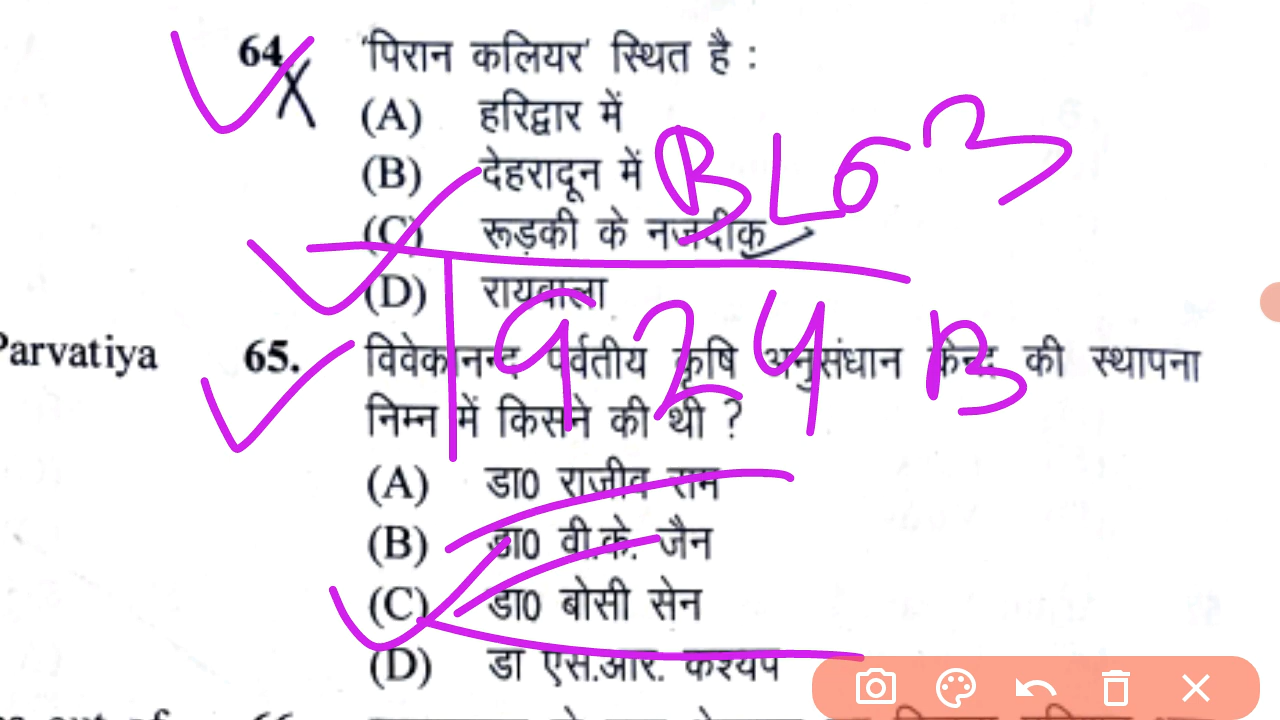 64. 'पिरान कलियर' स्थित है :
(A) हरिद्वार में
(B) देहरादून में
(C) रूड़की के नजदीक
(D) रायवाला
Parvatiya
65. विवेकानन्द पर्वतीय कृषि अनुसंधान केन्द्र की स्थापना
निम्न में किसने की थी ?
(A) डा0 राजीव राम
(B) डा0 वी.के. जैन
(C) डा0 बोसी सेन
(D) डा एस.आर. कश्यप
1924 B